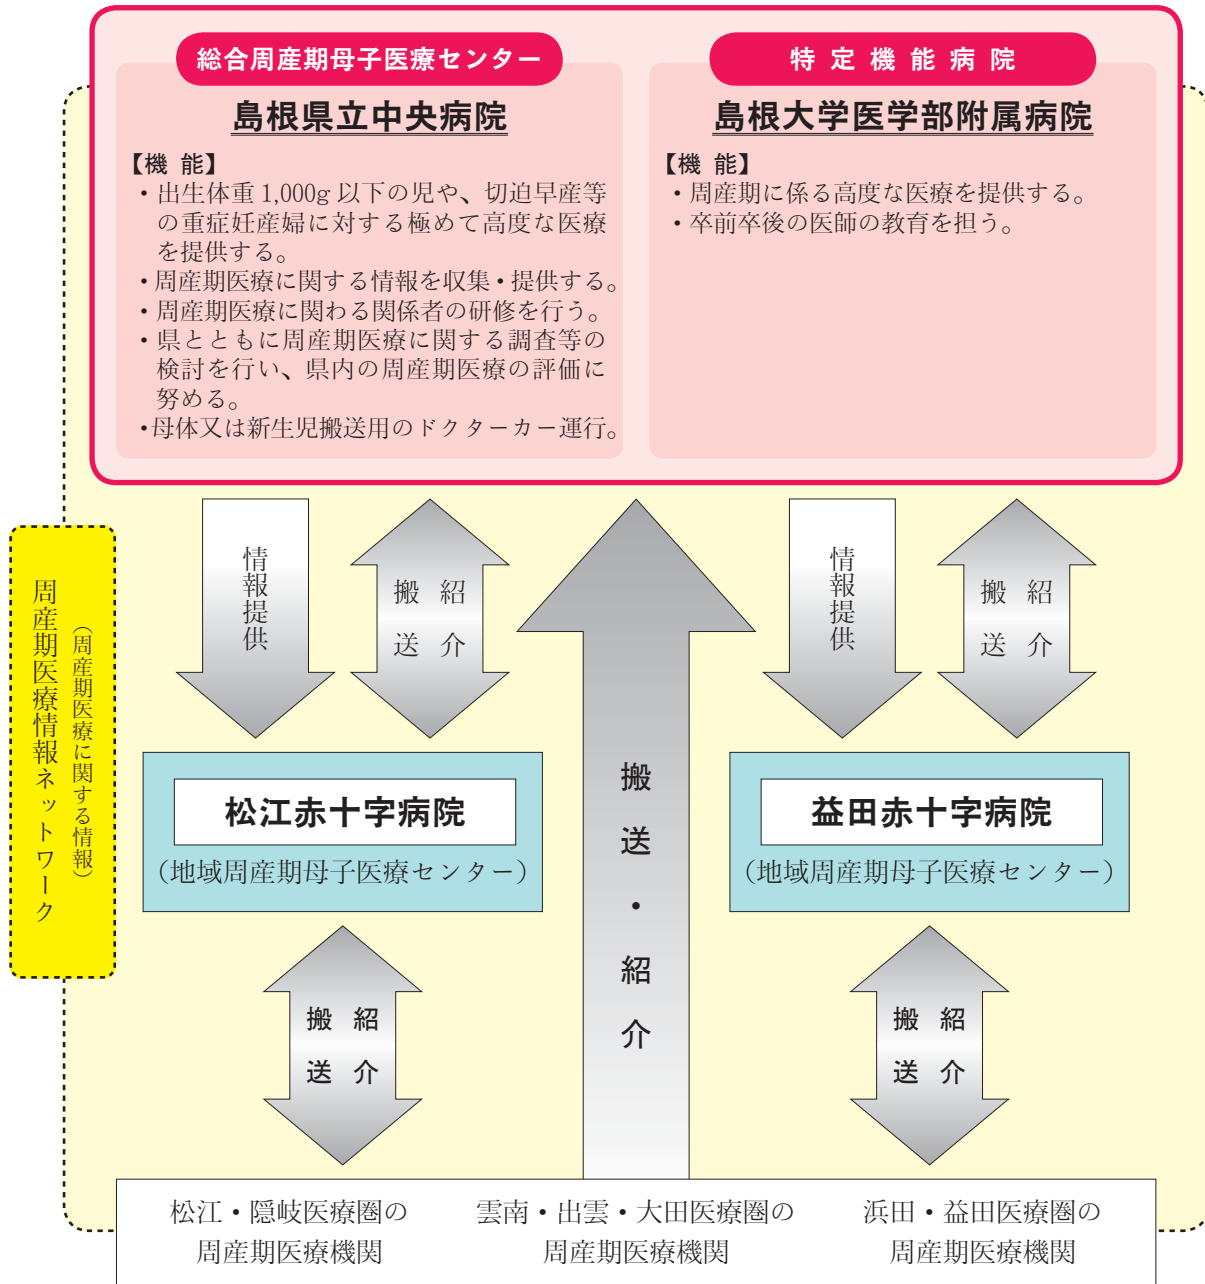 総合周産期母子医療センター
島根県立中央病院
【機 能】
・出生体重 1,000g 以下の児や、切迫早産等
の重症妊産婦に対する極めて高度な医療
を提供する。
・周産期医療に関する情報を収集・提供する。
・周産期医療に関わる関係者の研修を行う。
・県とともに周産期医療に関する調査等の
検討を行い、県内の周産期医療の評価に
努める。
・母体又は新生児搬送用のドクターカー運行。
特定機能病院
島根大学医学部附属病院
【機 能】
・周産期に係る高度な医療を提供する。
・卒前卒後の医師の教育を担う。
（周産期医療に関する情報）
周産期医療情報ネットワーク
情報提供
紹介
搬送
搬送・紹介
情報提供
紹介
搬送
松江赤十字病院
（地域周産期母子医療センター）
益田赤十字病院
（地域周産期母子医療センター）
紹介
搬送
紹介
搬送
松江・隠岐医療圏の
周産期医療機関
雲南・出雲・大田医療圏の
周産期医療機関
浜田・益田医療圏の
周産期医療機関